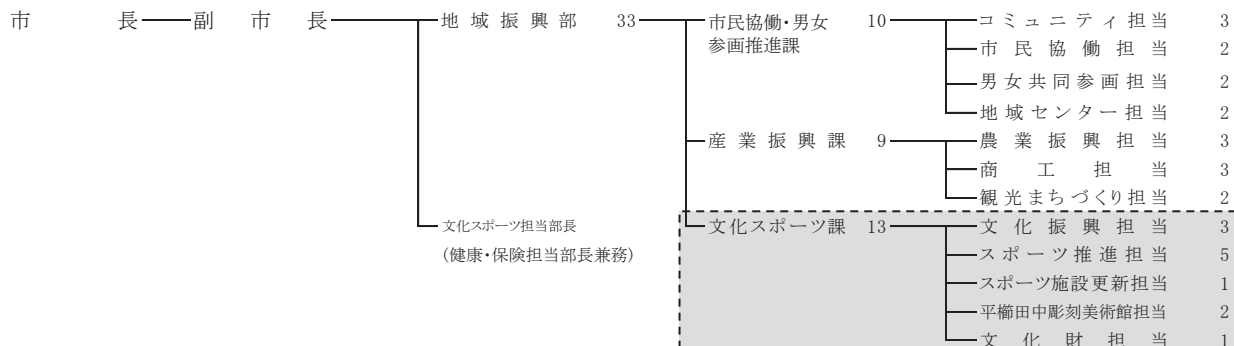 市長 副市長 地域振興部 33 市民協働・男女 10 コミュニティ担当 3
参画推進課 市民協働担当 2
男女共同参画担当 2
地域センター担当 2
産業振興課 9 農業振興担当 3
商工担当 3
観光まちづくり担当 2
文化スポーツ担当部長 文化スポーツ課 13 文化振興担当 3
(健康・保険担当部長兼務) スポーツ推進担当 5
スポーツ施設更新担当 1
平櫛田中彫刻美術館担当 2
文化財担当 1